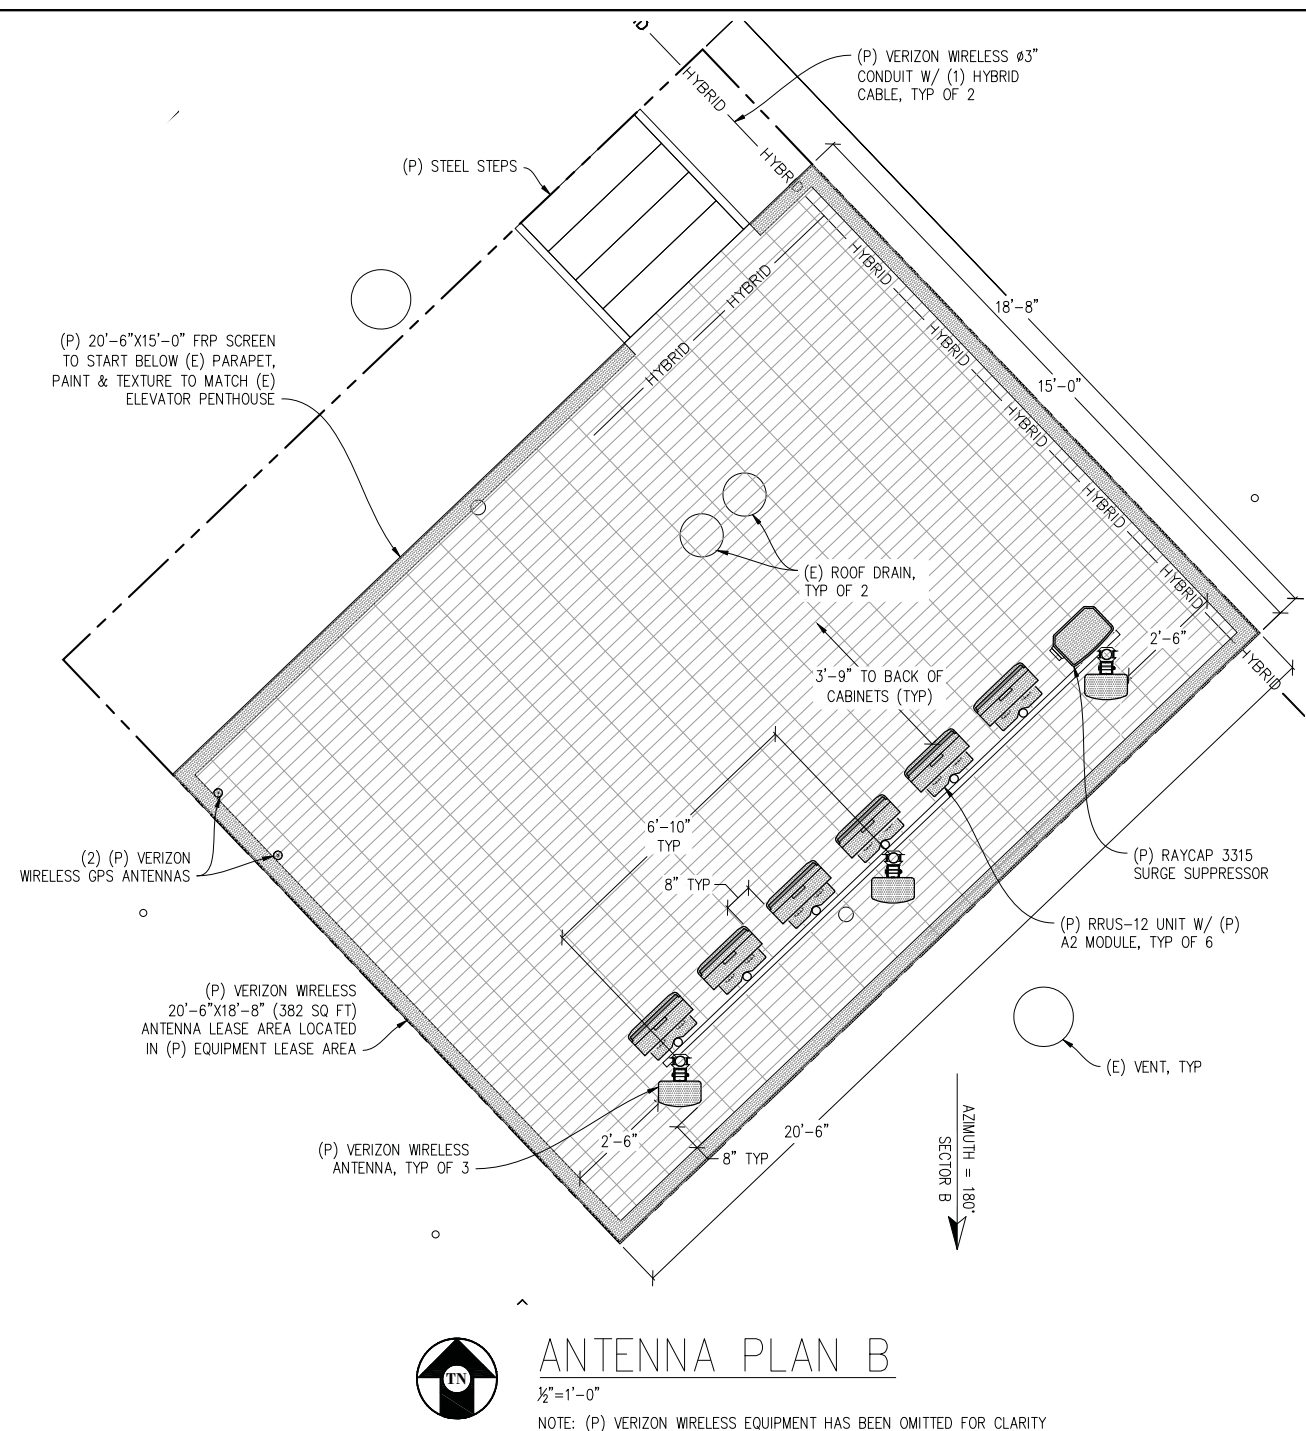 (P) VERIZON WIRELESS ø3"
CONDUIT W/ (1) HYBRID
CABLE, TYP OF 2
HYBRID
HYBRID
(P) STEEL STEPS
HYBRID
HYBRID
HYBRID
HYBRID
HYBRID
HYBRID
HYBRID
HYBRID
18'-8"
15'-0"
(P) 20'-6"X15'-0" FRP SCREEN
TO START BELOW (E) PARAPET,
PAINT & TEXTURE TO MATCH (E)
ELEVATOR PENTHOUSE
(E) ROOF DRAIN,
TYP OF 2
2'-6"
3'-9" TO BACK OF
CABINETS (TYP)
6'-10"
TYP
8" TYP
(2) (P) VERIZON
WIRELESS GPS ANTENNAS
(P) RAYCAP 3315
SURGE SUPPRESSOR
(P) RRUS-12 UNIT W/ (P)
A2 MODULE, TYP OF 6
(P) VERIZON WIRELESS
20'-6"X18'-8" (382 SQ FT)
ANTENNA LEASE AREA LOCATED
IN (P) EQUIPMENT LEASE AREA
(E) VENT, TYP
(P) VERIZON WIRELESS
ANTENNA, TYP OF 3
2'-6"
8" TYP
20'-6"
AZIMUTH = 180°
SECTOR B
TN
ANTENNA PLAN B
½"=1'-0"
NOTE: (P) VERIZON WIRELESS EQUIPMENT HAS BEEN OMITTED FOR CLARITY